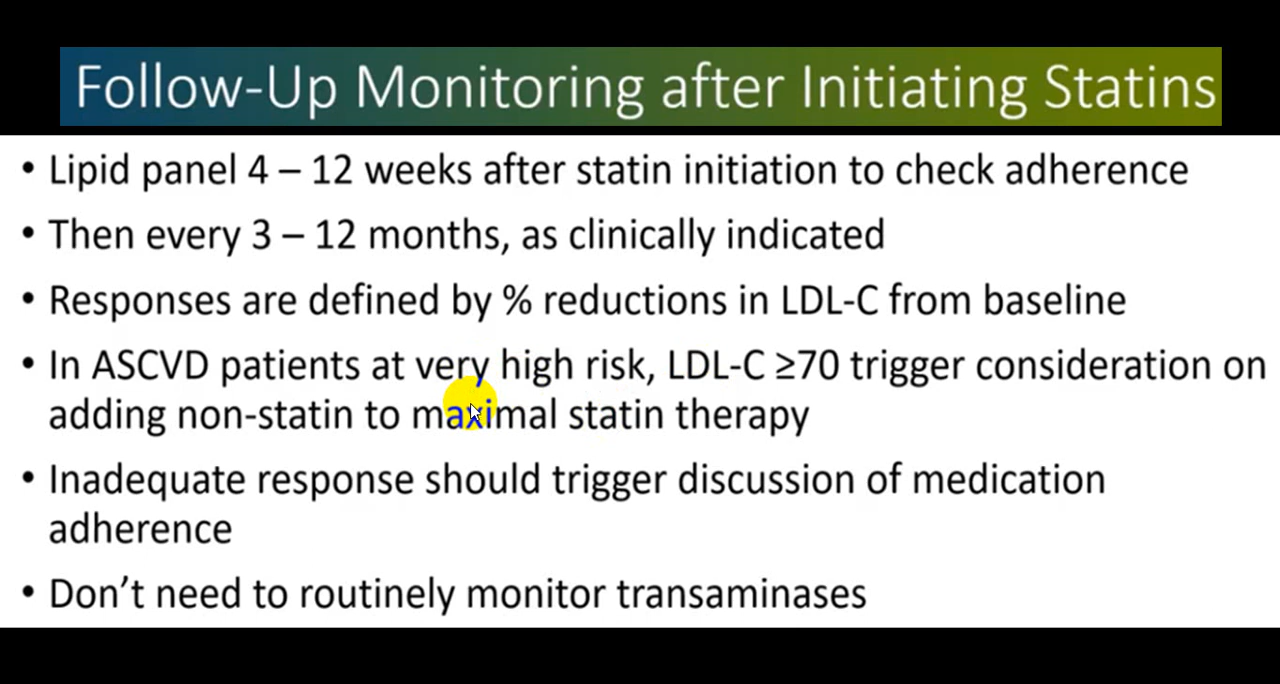 Follow-Up Monitoring after Initiating Statins
• Lipid panel 4 – 12 weeks after statin initiation to check adherence
• Then every 3 – 12 months, as clinically indicated
• Responses are defined by % reductions in LDL-C from baseline
• In ASCVD patients at very high risk, LDL-C ≥70 trigger consideration on
adding non-statin to maximal statin therapy
• Inadequate response should trigger discussion of medication
adherence
• Don’t need to routinely monitor transaminases